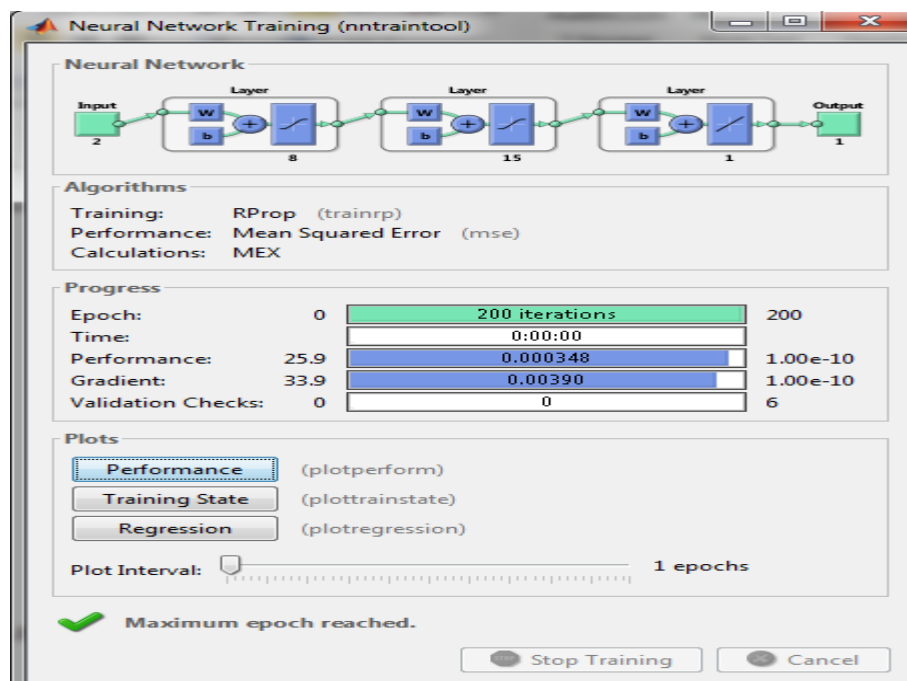 Neural Network Training (nntraintool)
Neural Network
Layer Layer Layer
Input W W W Output
b b b
2 8 15 1 1
Algorithms
Training: RProp (trainrp)
Performance: Mean Squared Error (mse)
Calculations: MEX
Progress
Epoch: 0 200 iterations 200
Time: 0:00:00
Performance: 25.9 0.000348 1.00e-10
Gradient: 33.9 0.00390 1.00e-10
Validation Checks: 0 0 6
Plots
Performance (plotperform)
Training State (plottrainstate)
Regression (plotregression)
Plot Interval: 1 epochs
Maximum epoch reached.
Stop Training Cancel